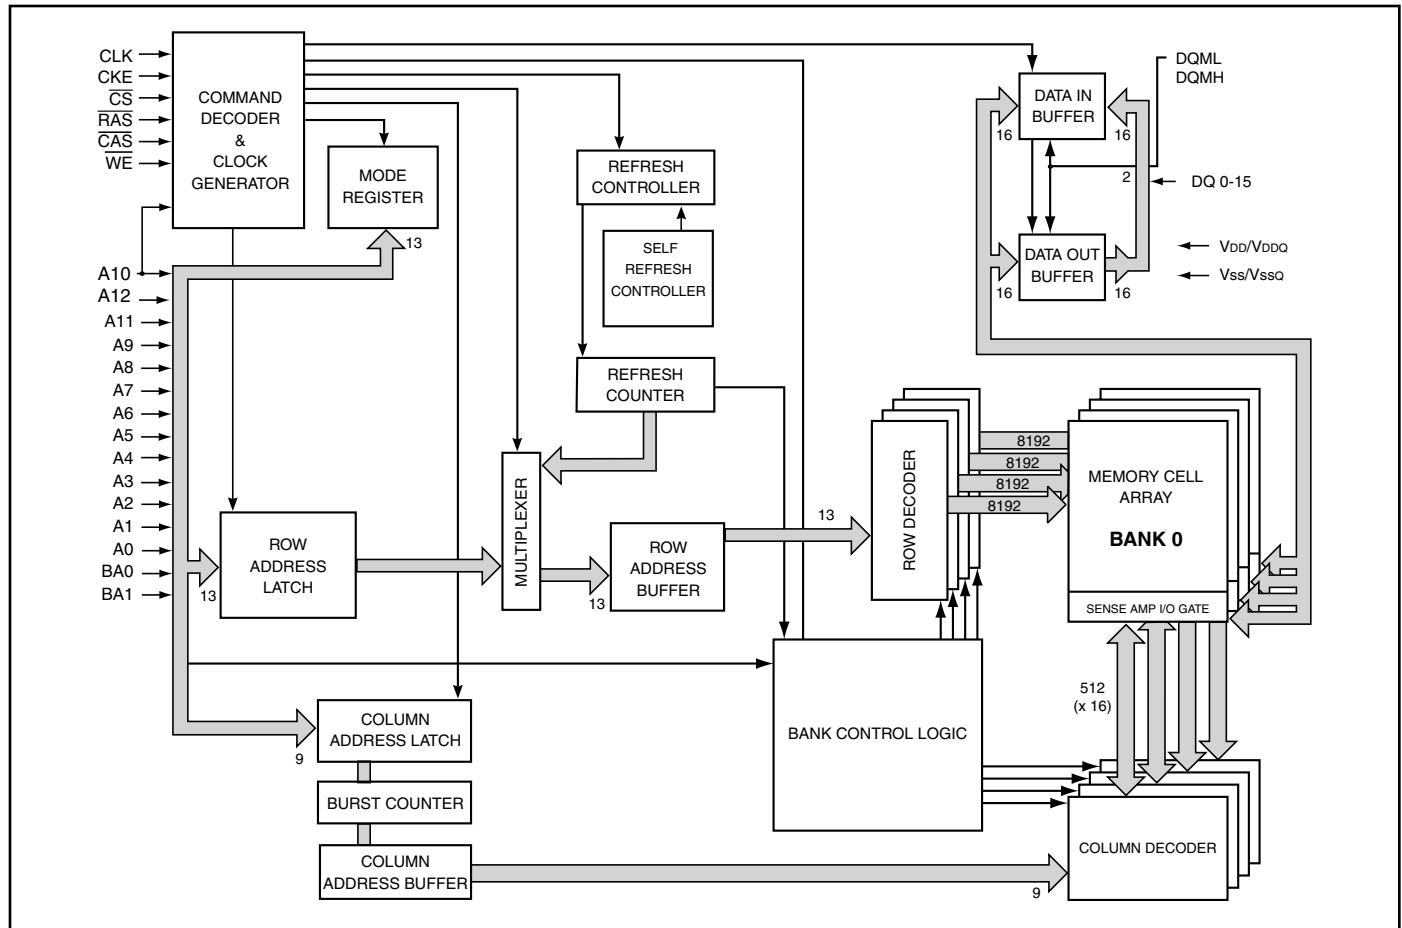 CLK
CKE
CS
RAS
CAS
WE
A10
A12
A11
A9
A8
A7
A6
A5
A4
A3
A2
A1
A0
BA0
BA1
COMMAND
DECODER
&
CLOCK
GENERATOR
MODE
REGISTER
13
REFRESH
CONTROLLER
SELF
REFRESH
CONTROLLER
REFRESH
COUNTER
DATA IN
BUFFER
16
16
DQML
DQMH
2
DQ 0-15
DATA OUT
BUFFER
16
16
VDD/VDDQ
Vss/VssQ
13
ROW
ADDRESS
LATCH
MULTIPLEXER
13
ROW
ADDRESS
BUFFER
13
ROW DECODER
8192
8192
8192
8192
MEMORY CELL
ARRAY
BANK 0
SENSE AMP I/O GATE
512
(x 16)
BANK CONTROL LOGIC
9
COLUMN
ADDRESS LATCH
BURST COUNTER
COLUMN
ADDRESS BUFFER
9
COLUMN DECODER